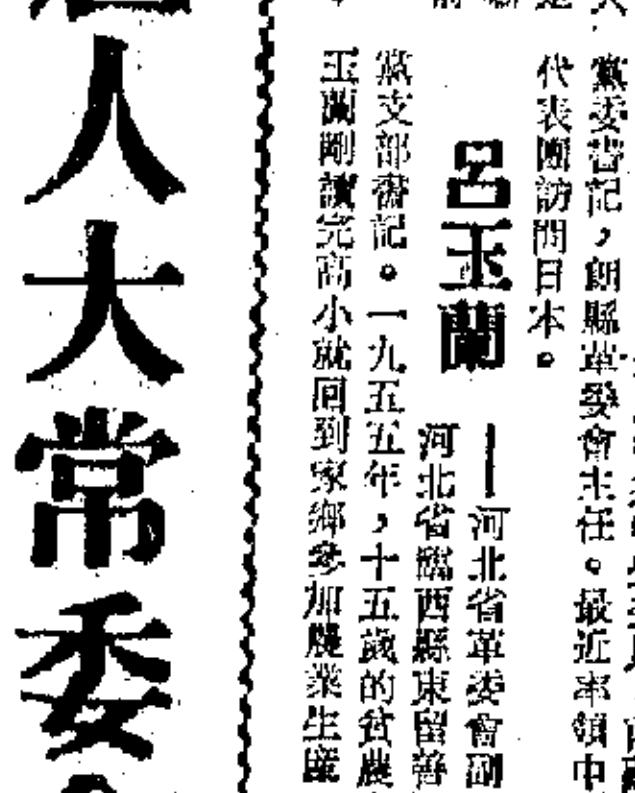 黨委書記，朗縣革委會主任。最近率領中
代表團訪問日本。
呂玉蘭
——河北省革委會副
河北省臨西縣東留善
黨支部書記。一九五五年，十五歲的貧農
玉蘭剛讀完高小就回到家鄉參加農業生產
人大常委